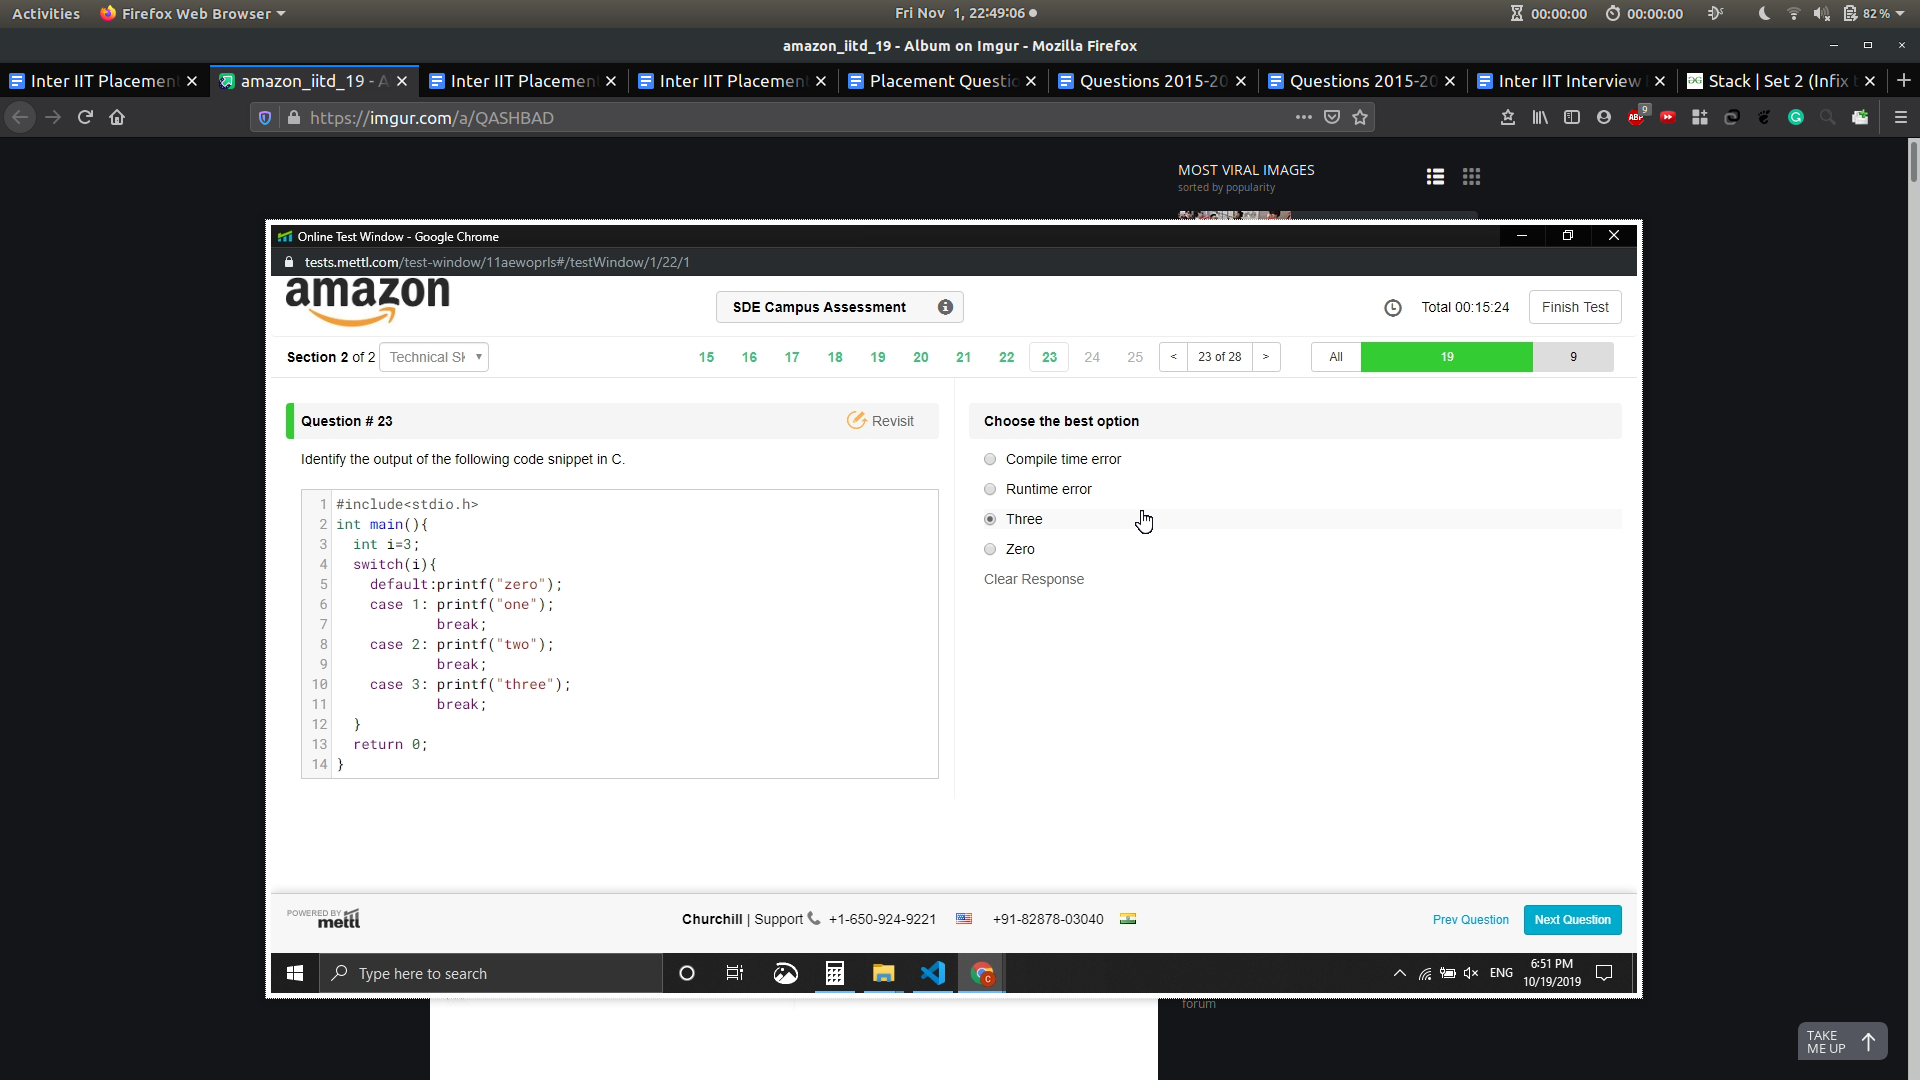 Activities Firefox Web Browser Fri Nov 1, 22:49:06 00:00:00 00:00:00 82%
amazon_iitd_19 - Album on Imgur - Mozilla Firefox
Inter IIT Placemen amazon_iitd_19 - A Inter IIT Placemen Inter IIT Placemen Placement Questi Questions 2015-20 Questions 2015-20 Inter IIT Interview Stack | Set 2 (Infix
https://imgur.com/a/QASHBAD ABP 9
MOST VIRAL IMAGES
sorted by popularity
Online Test Window - Google Chrome
tests.mettl.com/test-window/11aewoprls#/testWindow/1/22/1
amazon
SDE Campus Assessment
Total 00:15:24 Finish Test
Section 2 of 2 Technical Sk 15 16 17 18 19 20 21 22 23 24 25 < 23 of 28 > All 19 9
Question # 23 Revisit
Identify the output of the following code snippet in C.
1 #include<stdio.h>
2 int main(){
3 int i=3;
4 switch(i){
5 default:printf("zero");
6 case 1: printf("one");
7 break;
8 case 2: printf("two");
9 break;
10 case 3: printf("three");
11 break;
12 }
13 return 0;
14 }
Choose the best option
Compile time error
Runtime error
Three
Zero
Clear Response
POWERED BY
mettl
Churchill | Support +1-650-924-9221 +91-82878-03040
Prev Question Next Question
Type here to search
C
ENG 6:51 PM
10/19/2019
forum
TAKE
ME UP